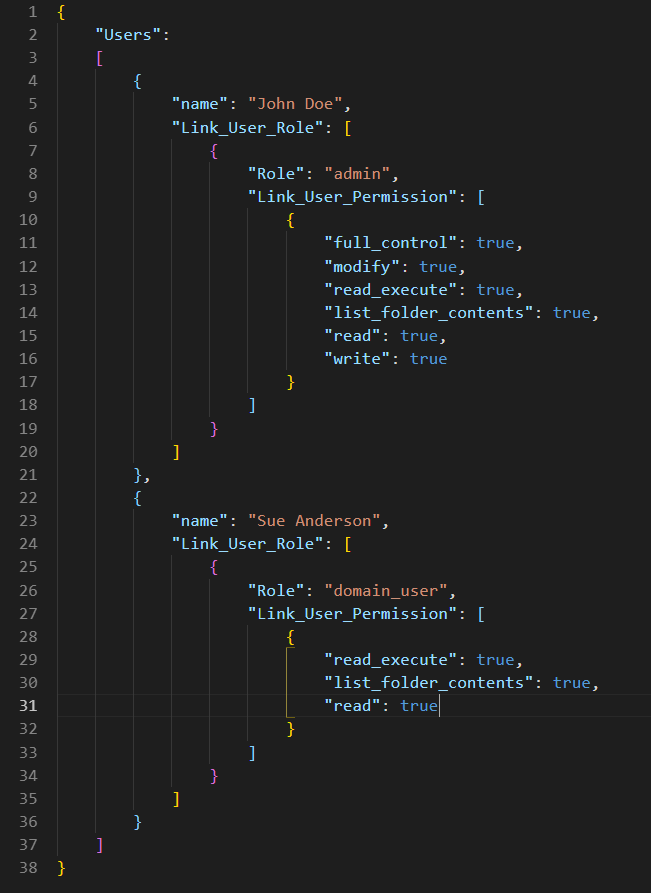 1 {
2     "Users":
3     [
4         {
5             "name": "John Doe",
6             "Link_User_Role": [
7                 {
8                     "Role": "admin",
9                     "Link_User_Permission": [
10                         {
11                             "full_control": true,
12                             "modify": true,
13                             "read_execute": true,
14                             "list_folder_contents": true,
15                             "read": true,
16                             "write": true
17                         }
18                     ]
19                 }
20             ]
21         },
22         {
23             "name": "Sue Anderson",
24             "Link_User_Role": [
25                 {
26                     "Role": "domain_user",
27                     "Link_User_Permission": [
28                         {
29                             "read_execute": true,
30                             "list_folder_contents": true,
31                             "read": true
32                         }
33                     ]
34                 }
35             ]
36         }
37     ]
38 }